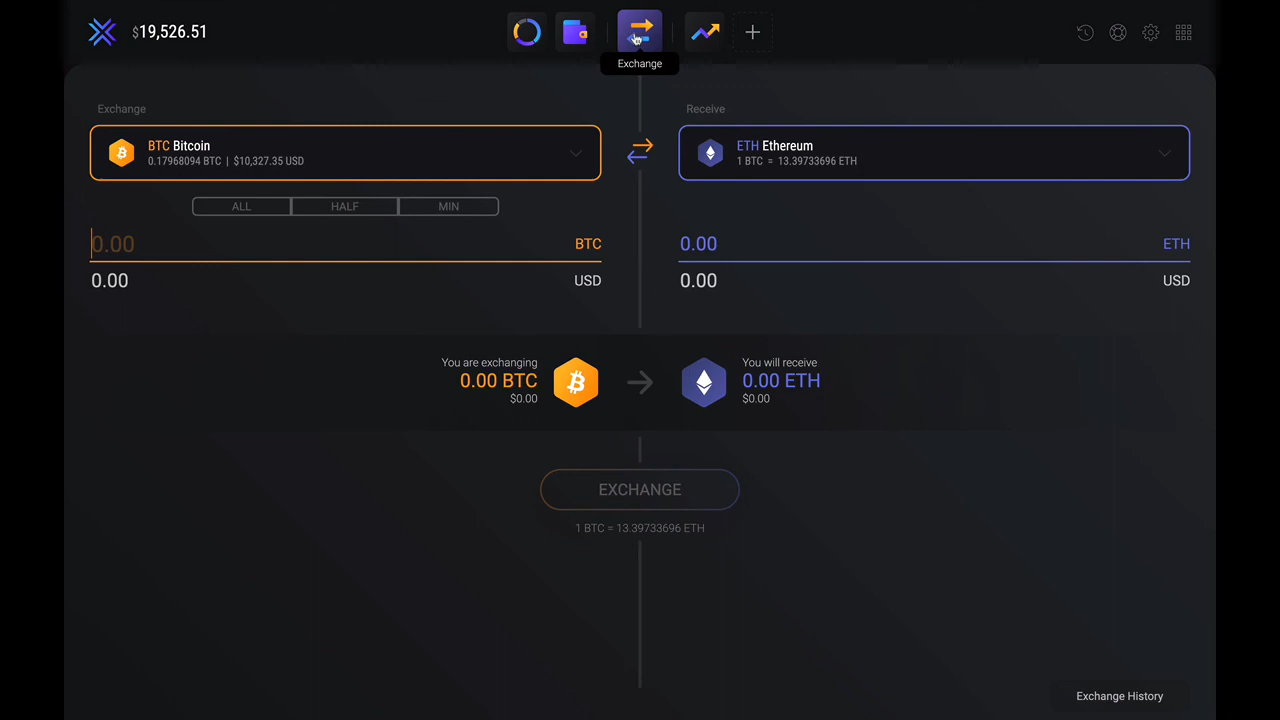 $19,526.51
Exchange
Exchange
Receive
BTC Bitcoin
0.17968094 BTC | $10,327.35 USD
ETH Ethereum
1 BTC = 13.39733696 ETH
ALL
HALF
MIN
0.00 BTC
0.00 ETH
0.00 USD
0.00 USD
You are exchanging
0.00 BTC
$0.00
You will receive
0.00 ETH
$0.00
EXCHANGE
1 BTC = 13.39733696 ETH
Exchange History